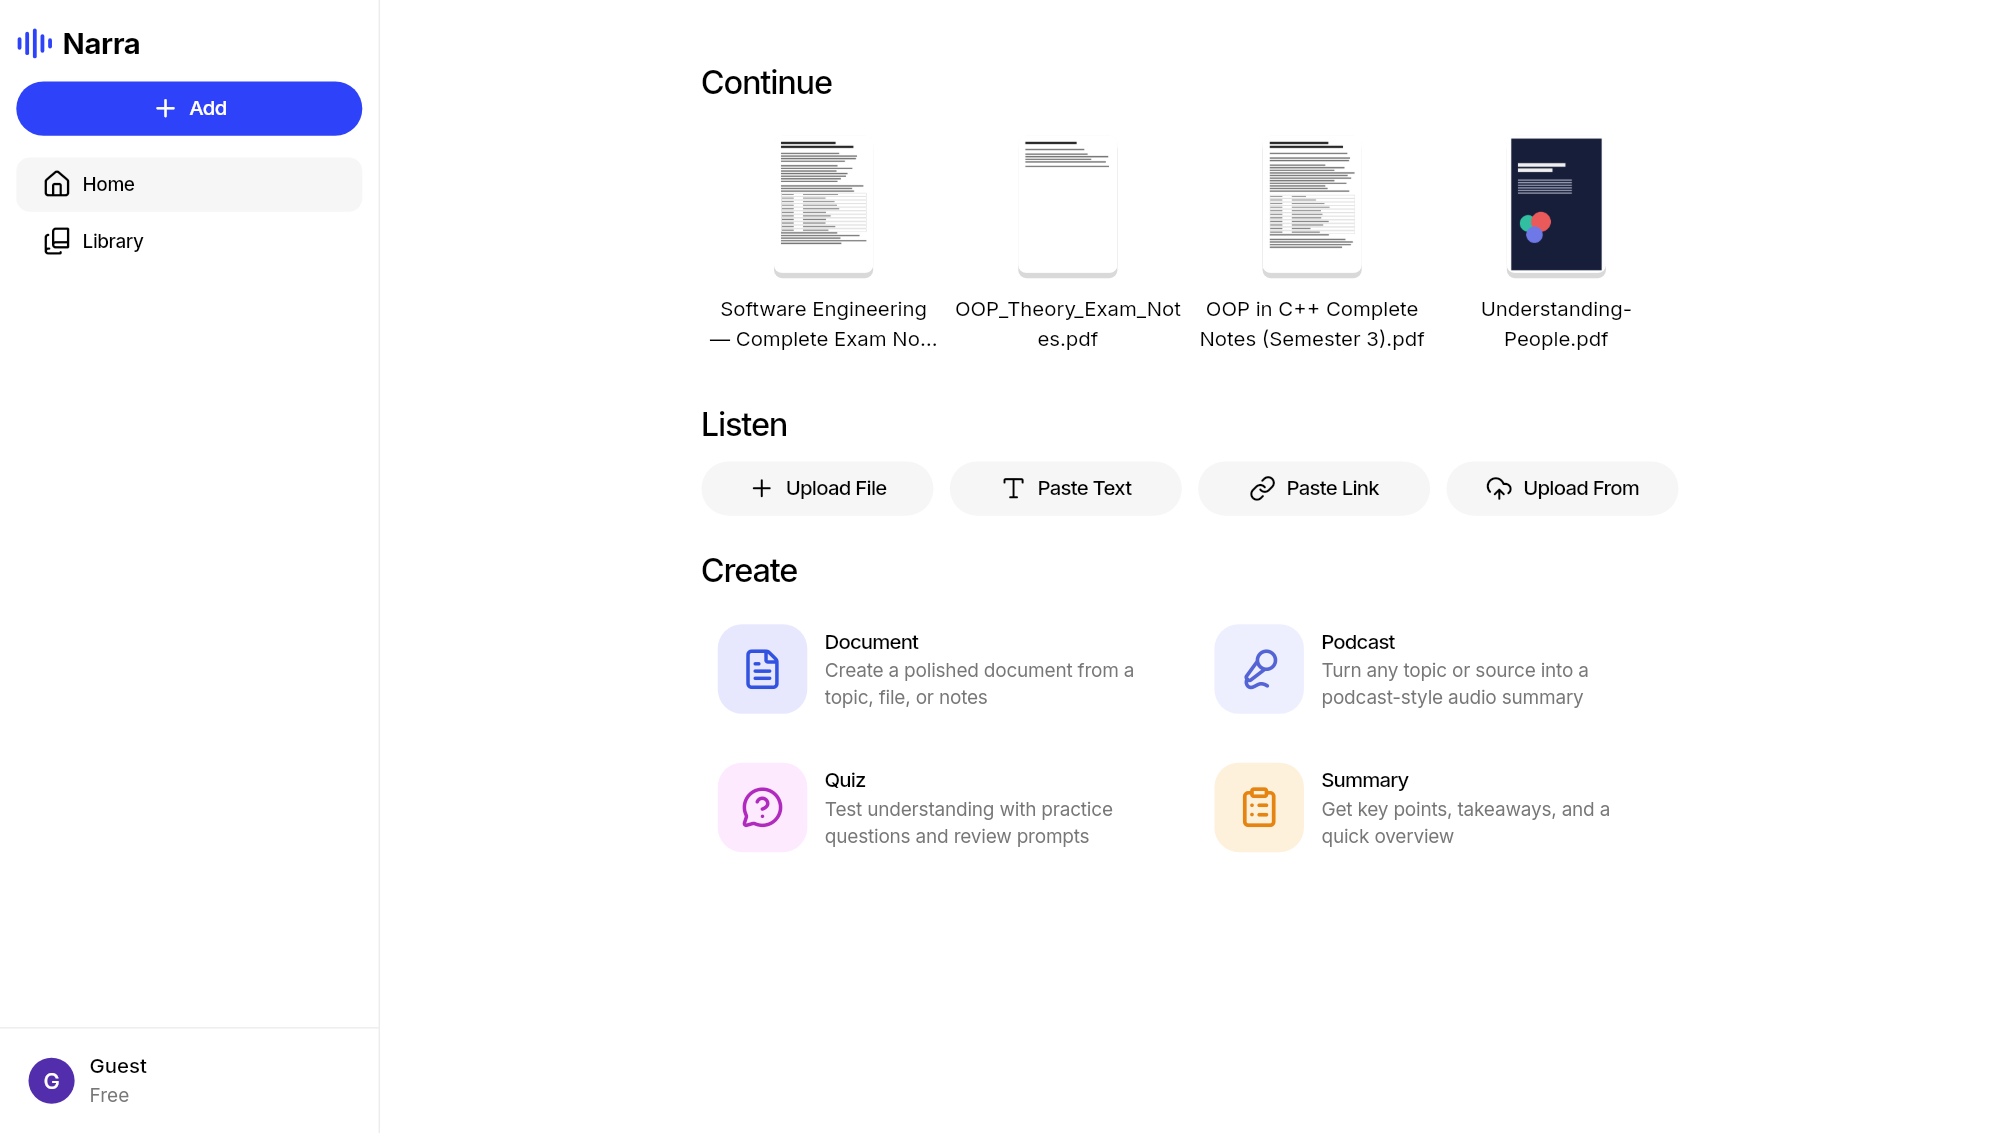 Narra
Add
Home
Library
Continue
Software Engineering
— Complete Exam No...
OOP_Theory_Exam_Not
es.pdf
OOP in C++ Complete
Notes (Semester 3).pdf
Understanding-
People.pdf
Listen
Upload File
Paste Text
Paste Link
Upload From
Create
Document
Create a polished document from a
topic, file, or notes
Podcast
Turn any topic or source into a
podcast-style audio summary
Quiz
Test understanding with practice
questions and review prompts
Summary
Get key points, takeaways, and a
quick overview
G
Guest
Free